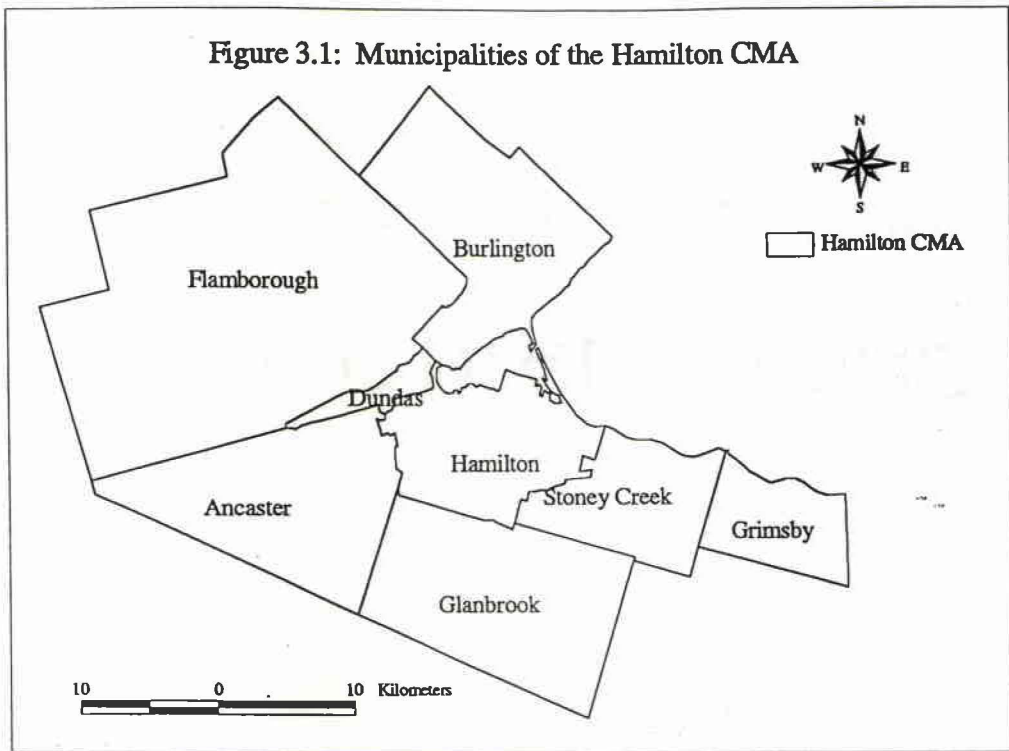 Figure 3.1: Municipalities of the Hamilton CMA
N
W E
S
Hamilton CMA
Burlington
Flamborough
Dundas
Hamilton
Stoney Creek
Ancaster
Grimsby
Glanbrook
10 0 10 Kilometers